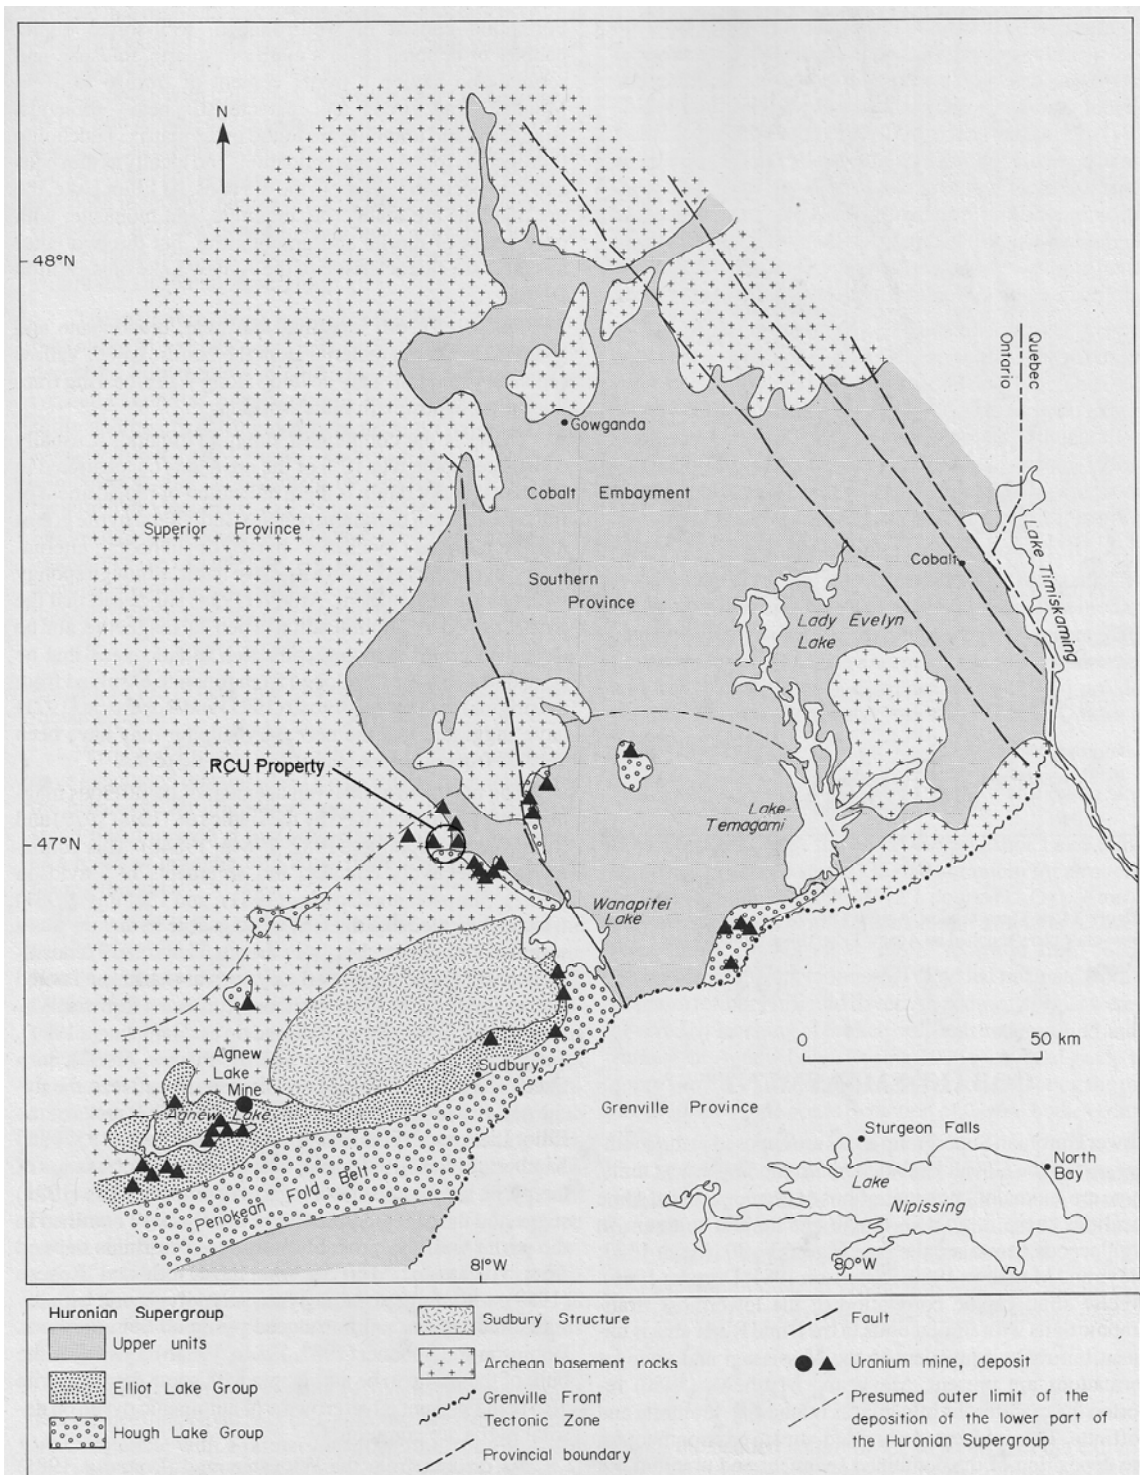 N
48°N
Quebec
Ontario
Gowganda
Cobalt Embayment
Superior Province
Cobalt
Lake Timiskaming
Southern
Province
Lady Evelyn
Lake
RCU Property
Lake
Temagami
47°N
Wanapitei
Lake
0 50 km
Agnew
Lake
Mine
Sudbury
Agnew Lake
Grenville Province
Sturgeon Falls
North
Bay
Lake
Nipissing
Penokean Fold Belt
81°W
80°W
Huronian Supergroup
Upper units
Elliot Lake Group
Hough Lake Group
Sudbury Structure
Archean basement rocks
Grenville Front
Tectonic Zone
Provincial boundary
Fault
Uranium mine, deposit
Presumed outer limit of the
deposition of the lower part of
the Huronian Supergroup